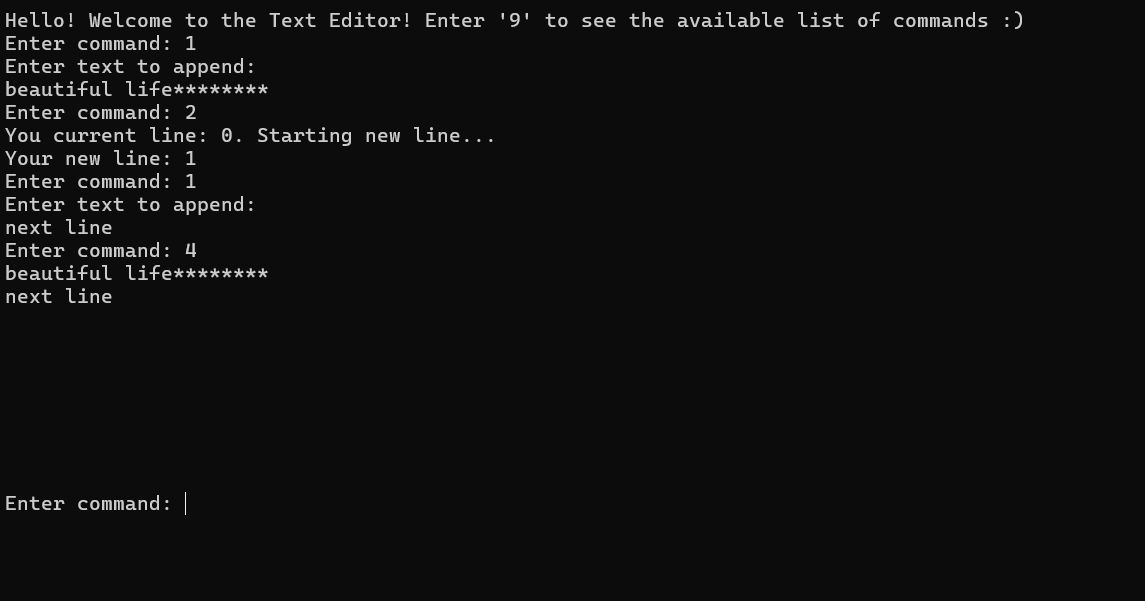 Hello! Welcome to the Text Editor! Enter '9' to see the available list of commands :)
Enter command: 1
Enter text to append:
beautiful life********
Enter command: 2
You current line: 0. Starting new line...
Your new line: 1
Enter command: 1
Enter text to append:
next line
Enter command: 4
beautiful life********
next line
Enter command: